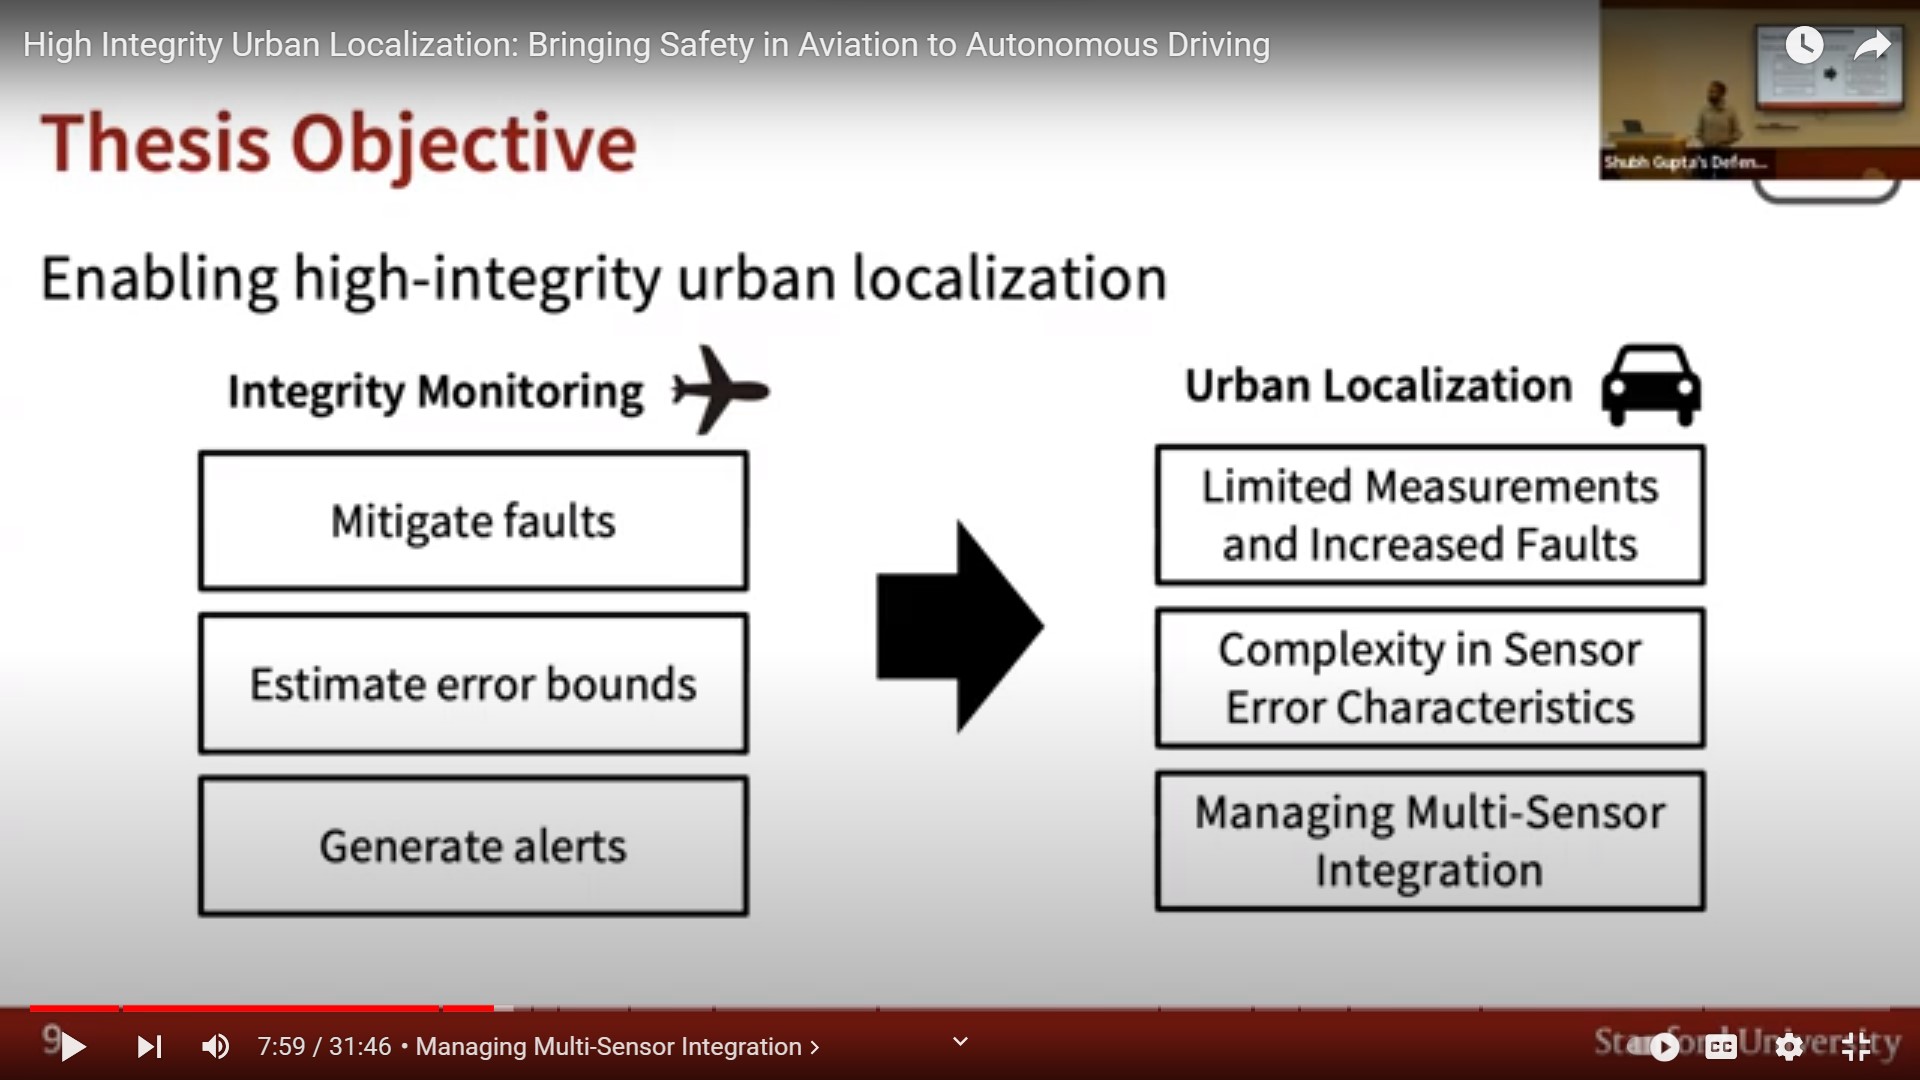 High Integrity Urban Localization: Bringing Safety in Aviation to Autonomous Driving
Shubh Gupta's Defen...
Thesis Objective
Enabling high-integrity urban localization
Integrity Monitoring
Mitigate faults
Estimate error bounds
Generate alerts
Urban Localization
Limited Measurements
and Increased Faults
Complexity in Sensor
Error Characteristics
Managing Multi-Sensor
Integration
9
7:59 / 31:46 • Managing Multi-Sensor Integration >
CC
Stanford University